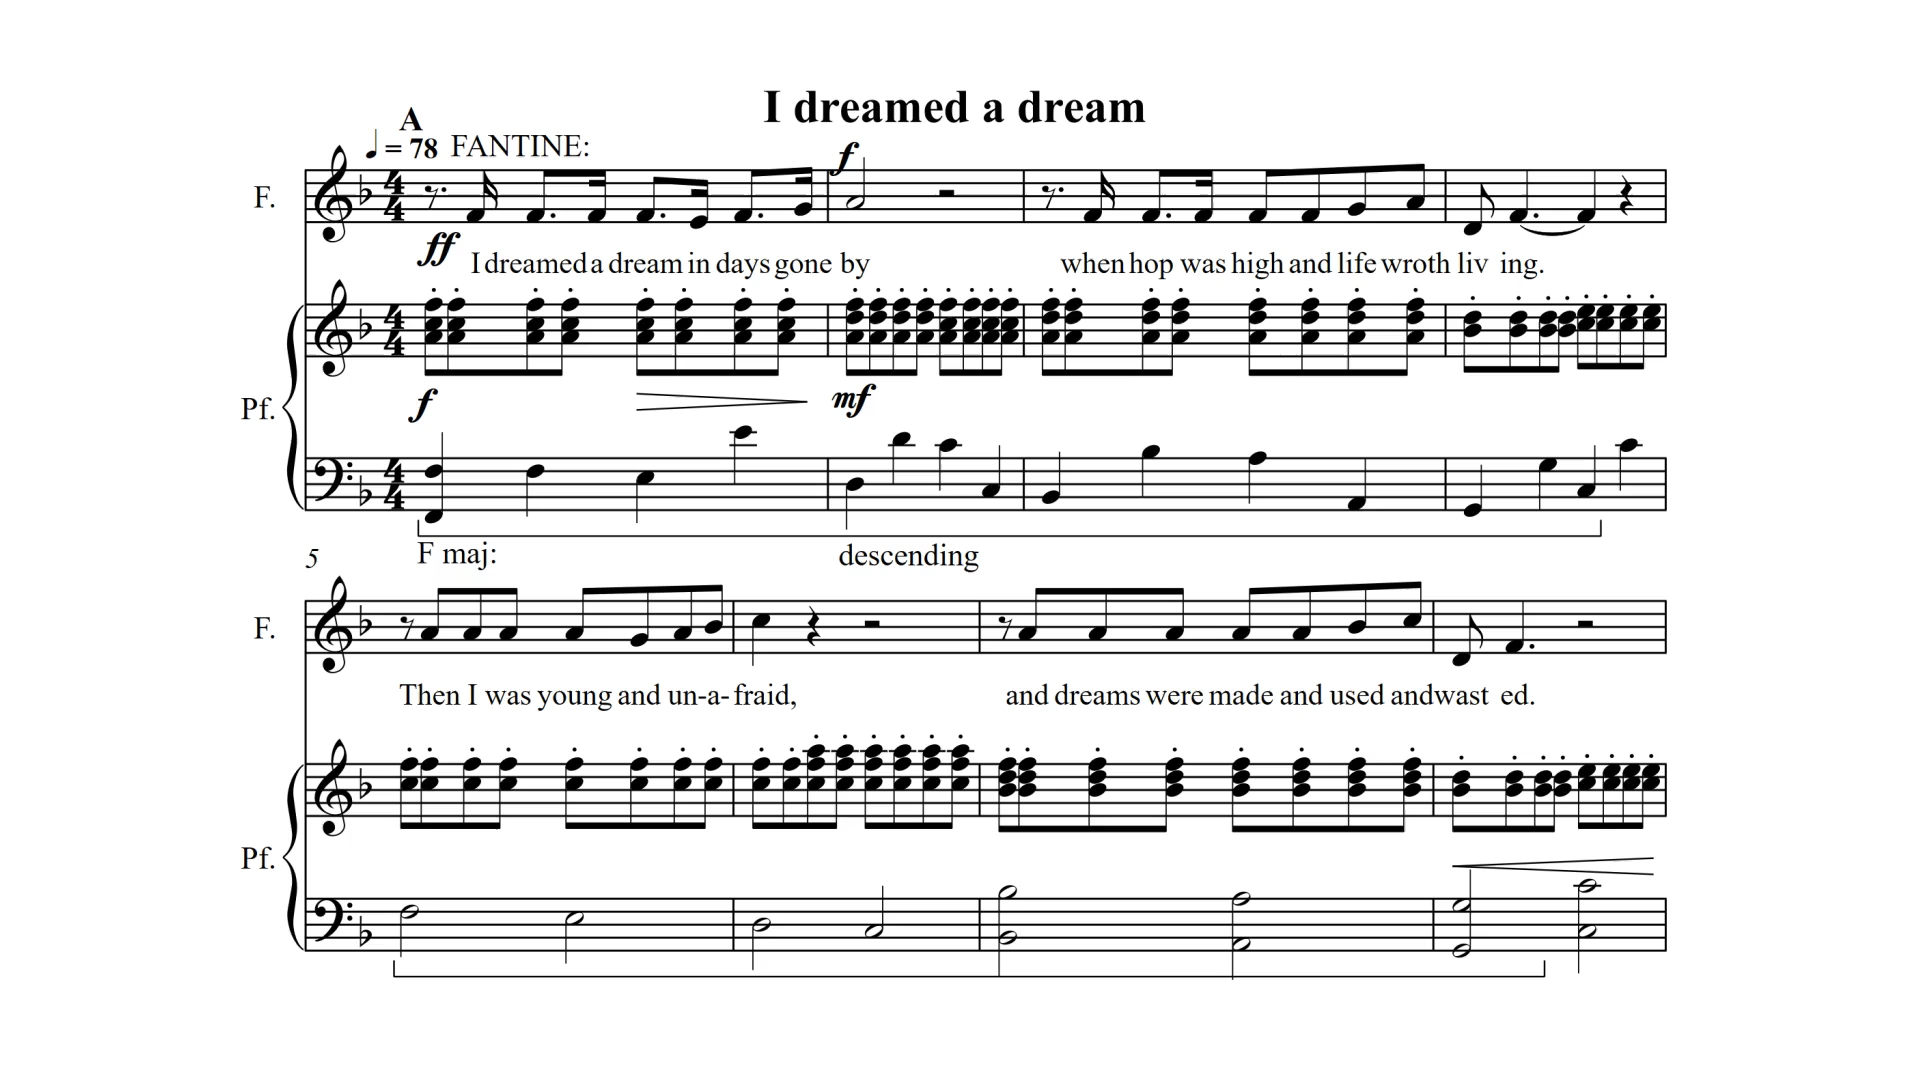 I dreamed a dream
A
♩ = 78 FANTINE:
f
F.
ff
I dreamed a dream in days gone by when hop was high and life wroth liv ing.
Pf.
f mf
F maj: descending
5
F.
Then I was young and un-a-fraid, and dreams were made and used and wast ed.
Pf.